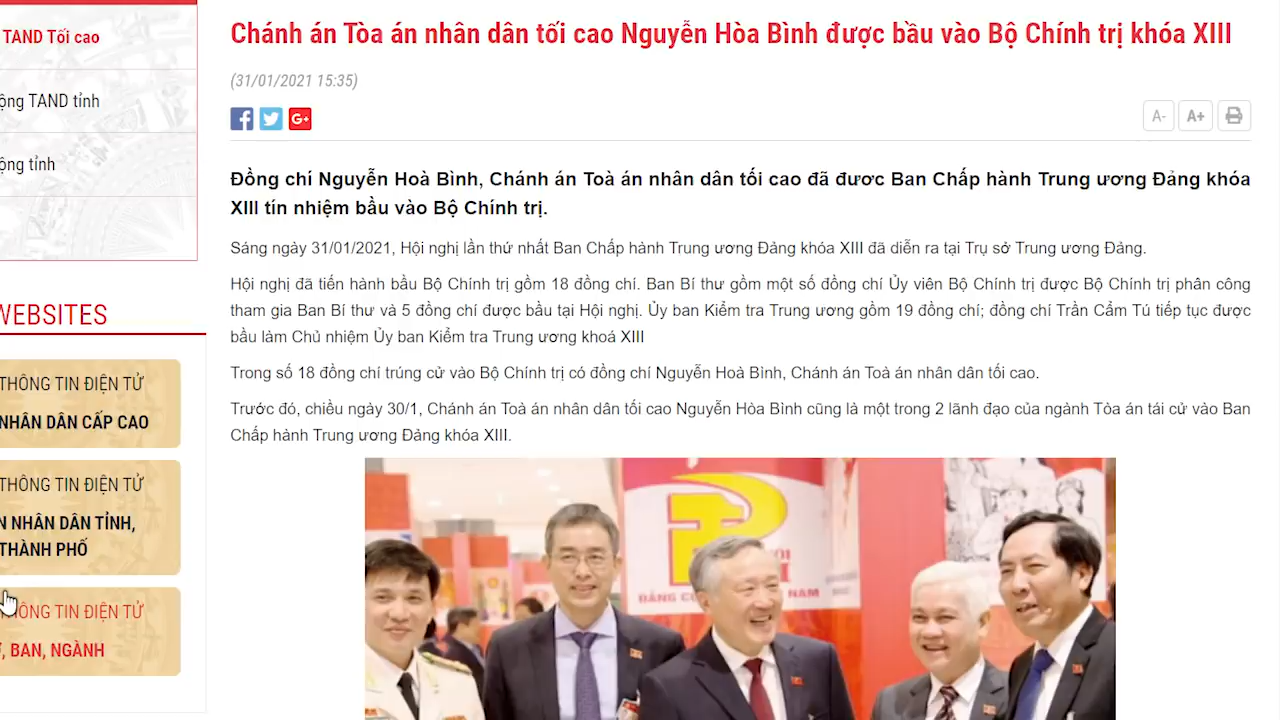 TAND Tối cao
ộng TAND tỉnh
ộng tỉnh
WEBSITES
THÔNG TIN ĐIỆN TỬ
NHÂN DÂN CẤP CAO
THÔNG TIN ĐIỆN TỬ
N NHÂN DÂN TỈNH,
THÀNH PHỐ
THÔNG TIN ĐIỆN TỬ
, BAN, NGÀNH
Chánh án Tòa án nhân dân tối cao Nguyễn Hòa Bình được bầu vào Bộ Chính trị khóa XIII
(31/01/2021 15:35)
A- A+
Đồng chí Nguyễn Hoà Bình, Chánh án Toà án nhân dân tối cao đã đươc Ban Chấp hành Trung ương Đảng khóa
XIII tín nhiệm bầu vào Bộ Chính trị.
Sáng ngày 31/01/2021, Hội nghị lần thứ nhất Ban Chấp hành Trung ương Đảng khóa XIII đã diễn ra tại Trụ sở Trung ương Đảng.
Hội nghị đã tiến hành bầu Bộ Chính trị gồm 18 đồng chí. Ban Bí thư gồm một số đồng chí Ủy viên Bộ Chính trị được Bộ Chính trị phân công
tham gia Ban Bí thư và 5 đồng chí được bầu tại Hội nghị. Ủy ban Kiểm tra Trung ương gồm 19 đồng chí; đồng chí Trần Cẩm Tú tiếp tục được
bầu làm Chủ nhiệm Ủy ban Kiểm tra Trung ương khoá XIII
Trong số 18 đồng chí trúng cử vào Bộ Chính trị có đồng chí Nguyễn Hoà Bình, Chánh án Toà án nhân dân tối cao.
Trước đó, chiều ngày 30/1, Chánh án Toà án nhân dân tối cao Nguyễn Hòa Bình cũng là một trong 2 lãnh đạo của ngành Tòa án tái cử vào Ban
Chấp hành Trung ương Đảng khóa XIII.
ĐẢNG NAM